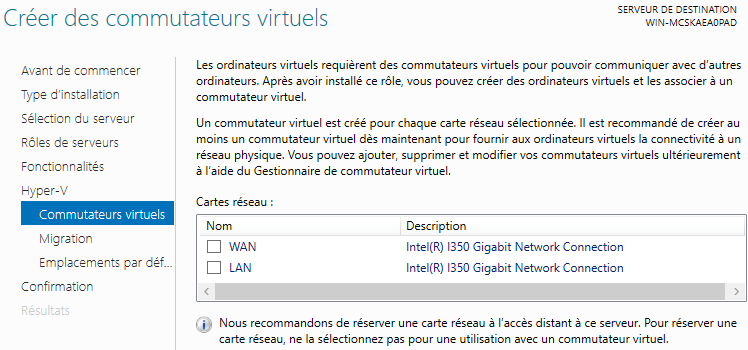 Créer des commutateurs virtuels
SERVEUR DE DESTINATION
WIN-MCSKAEA0PAD
Avant de commencer
Type d'installation
Sélection du serveur
Rôles de serveurs
Fonctionnalités
Hyper-V
Commutateurs virtuels
Migration
Emplacements par déf...
Confirmation
Résultats
Les ordinateurs virtuels requièrent des commutateurs virtuels pour pouvoir communiquer avec d'autres
ordinateurs. Après avoir installé ce rôle, vous pouvez créer des ordinateurs virtuels et les associer à un
commutateur virtuel.
Un commutateur virtuel est créé pour chaque carte réseau sélectionnée. Il est recommandé de créer au
moins un commutateur virtuel dès maintenant pour fournir aux ordinateurs virtuels la connectivité à un
réseau physique. Vous pouvez ajouter, supprimer et modifier vos commutateurs virtuels ultérieurement
à l'aide du Gestionnaire de commutateur virtuel.
Cartes réseau :
Nom Description
WAN Intel(R) I350 Gigabit Network Connection
LAN Intel(R) I350 Gigabit Network Connection
Nous recommandons de réserver une carte réseau à l'accès distant à ce serveur. Pour réserver une
carte réseau, ne la sélectionnez pas pour une utilisation avec un commutateur virtuel.